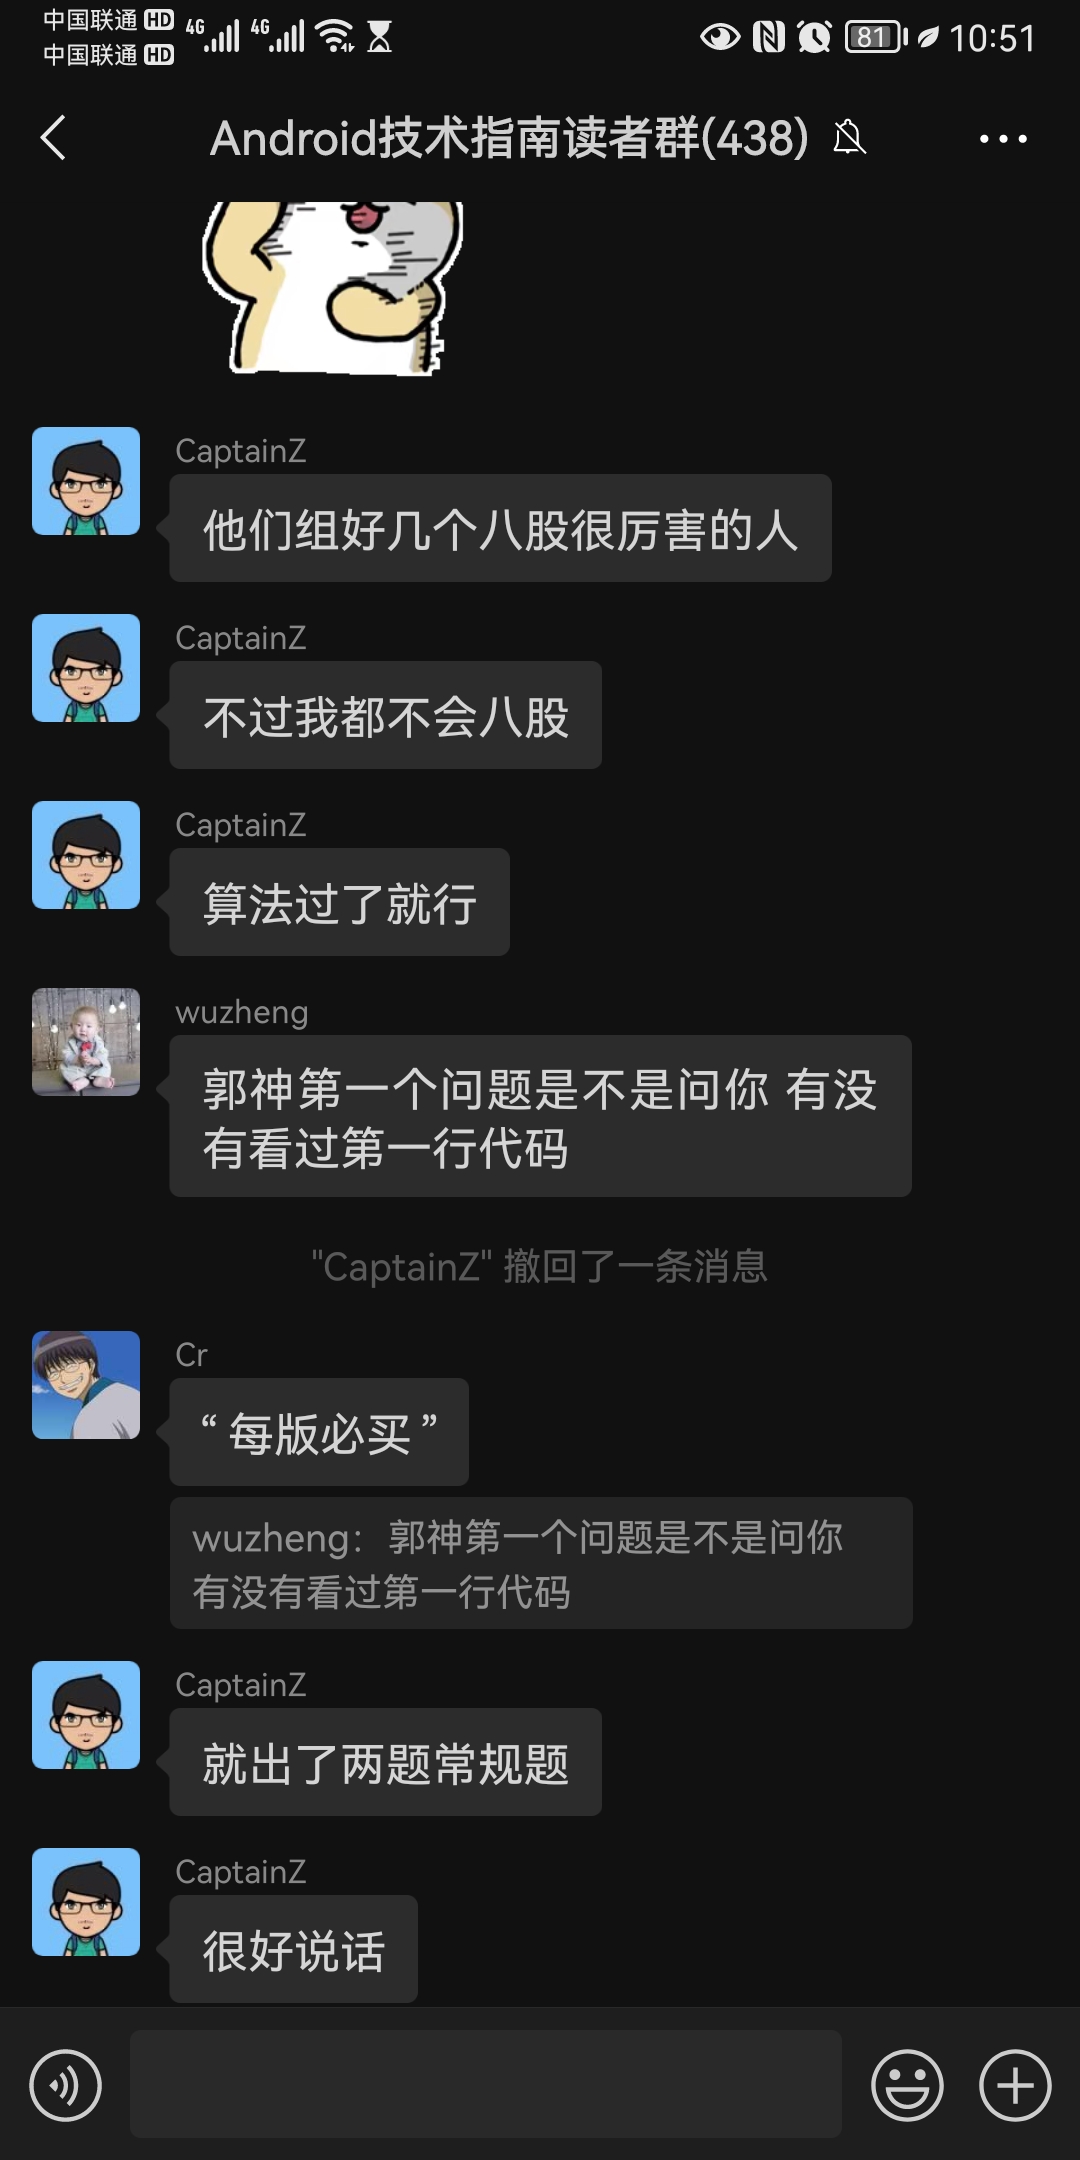 中国联通 HD 4G 4G 81 10:51
中国联通 HD
Android技术指南读者群(438)
CaptainZ
他们组好几个八股很厉害的人
CaptainZ
不过我都不会八股
CaptainZ
算法过了就行
wuzheng
郭神第一个问题是不是问你 有没
有看过第一行代码
"CaptainZ" 撤回了一条消息
Cr
“每版必买”
wuzheng：郭神第一个问题是不是问你
有没有看过第一行代码
CaptainZ
就出了两题常规题
CaptainZ
很好说话